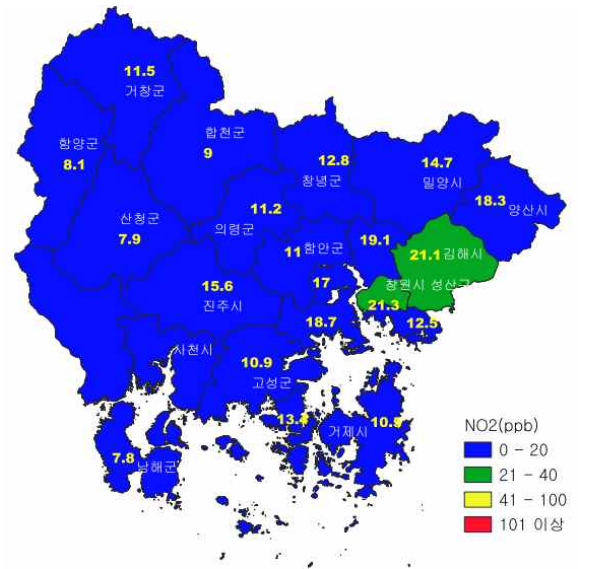 11.5
거창군
함양군
8.1
합천군
9
12.8
창녕군
14.7
밀양시
18.3
양산시
산청군
7.9
11.2
의령군
함안군
11
19.1
21.1 김해시
15.6
진주시
17
창원시 성산구
21.3
18.7
12.5
사천시
10.9
고성군
거제시
7.8
남해군
NO2(ppb)
0 - 20
21 - 40
41 - 100
101 이상